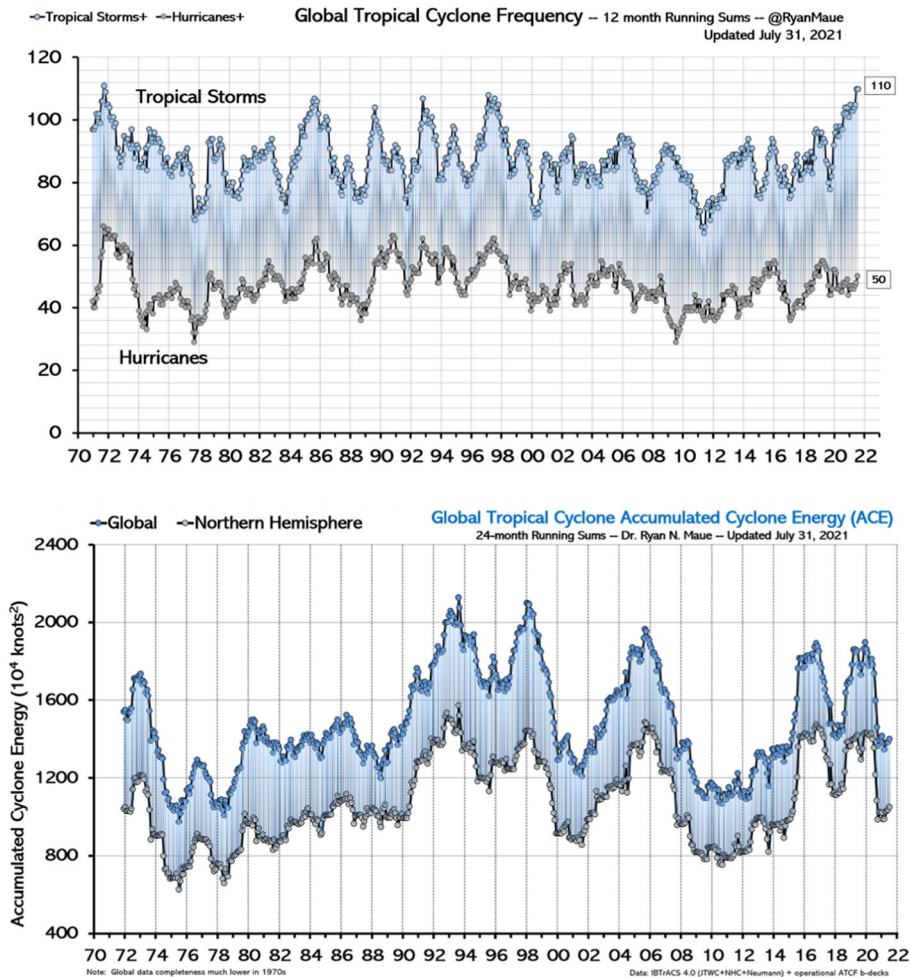 Tropical Storms+ Hurricanes+ Global Tropical Cyclone Frequency -- 12 month Running Sums -- @RyanMaue
Updated July 31, 2021
120
Tropical Storms
110
100
80
60
50
40
Hurricanes
20
0
70 72 74 76 78 80 82 84 86 88 90 92 94 96 98 00 02 04 06 08 10 12 14 16 18 20 22
Global Northern Hemisphere Global Tropical Cyclone Accumulated Cyclone Energy (ACE)
24-month Running Sums -- Dr. Ryan N. Maue -- Updated July 31, 2021
2400
2000
1600
1200
800
400
Accumulated Cyclone Energy (10⁴ knots²)
70 72 74 76 78 80 82 84 86 88 90 92 94 96 98 00 02 04 06 08 10 12 14 16 18 20 22
Note: Global data completeness much lower in 1970s Data: IBTrACS 4.0 (JTWC+NHC+Neumann) + operational ATCF b-decks